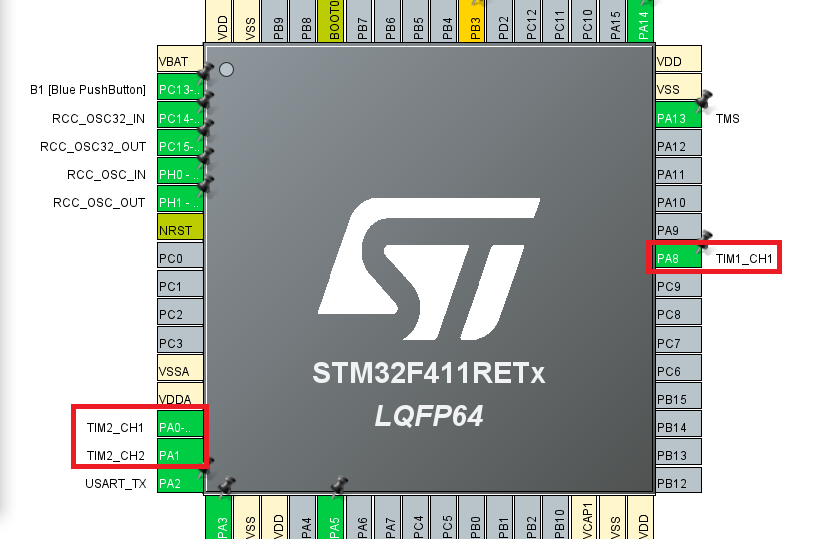 VDD VSS PB9 PB8 BOOT0 PB7 PB6 PB5 PB4 PB3 PD2 PC12 PC11 PC10 PA15 PA14
VBAT VDD
B1 [Blue PushButton] PC13-.. VSS
RCC_OSC32_IN PC14-.. PA13 TMS
RCC_OSC32_OUT PC15-.. PA12
RCC_OSC_IN PH0 - .. PA11
RCC_OSC_OUT PH1 - .. PA10
NRST PA9
PC0 PA8 TIM1_CH1
PC1 PC9
PC2 PC8
PC3 PC7
VSSA PC6
VDDA PB15
TIM2_CH1 PA0-.. PB14
TIM2_CH2 PA1 PB13
USART_TX PA2 PB12
ST
STM32F411RETx
LQFP64
PA3 VSS VDD PA4 PA5 PA6 PA7 PC4 PC5 PB0 PB1 PB2 PB10 VCAP1 VSS VDD